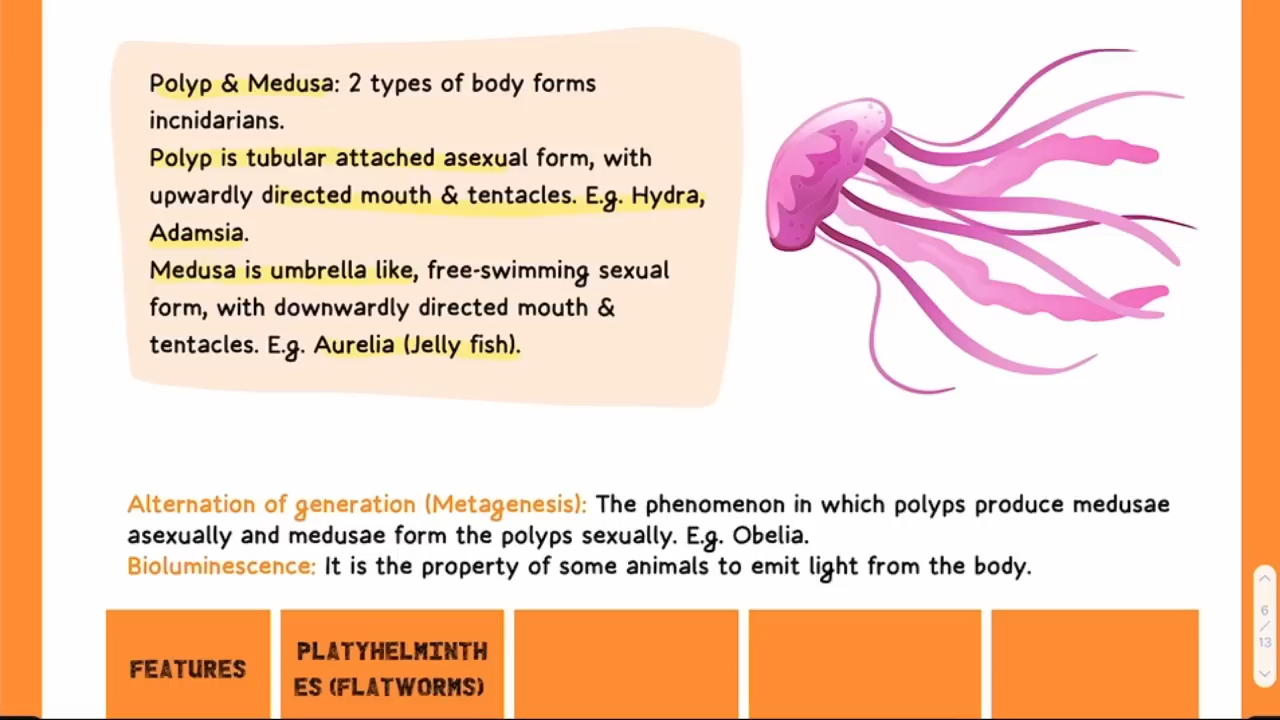 Polyp & Medusa: 2 types of body forms
incnidarians.
Polyp is tubular attached asexual form, with
upwardly directed mouth & tentacles. E.g. Hydra,
Adamsia.
Medusa is umbrella like, free-swimming sexual
form, with downwardly directed mouth &
tentacles. E.g. Aurelia (Jelly fish).
Alternation of generation (Metagenesis): The phenomenon in which polyps produce medusae
asexually and medusae form the polyps sexually. E.g. Obelia.
Bioluminescence: It is the property of some animals to emit light from the body.
FEATURES
PLATYHELMINTH
ES (FLATWORMS)
6
/
13